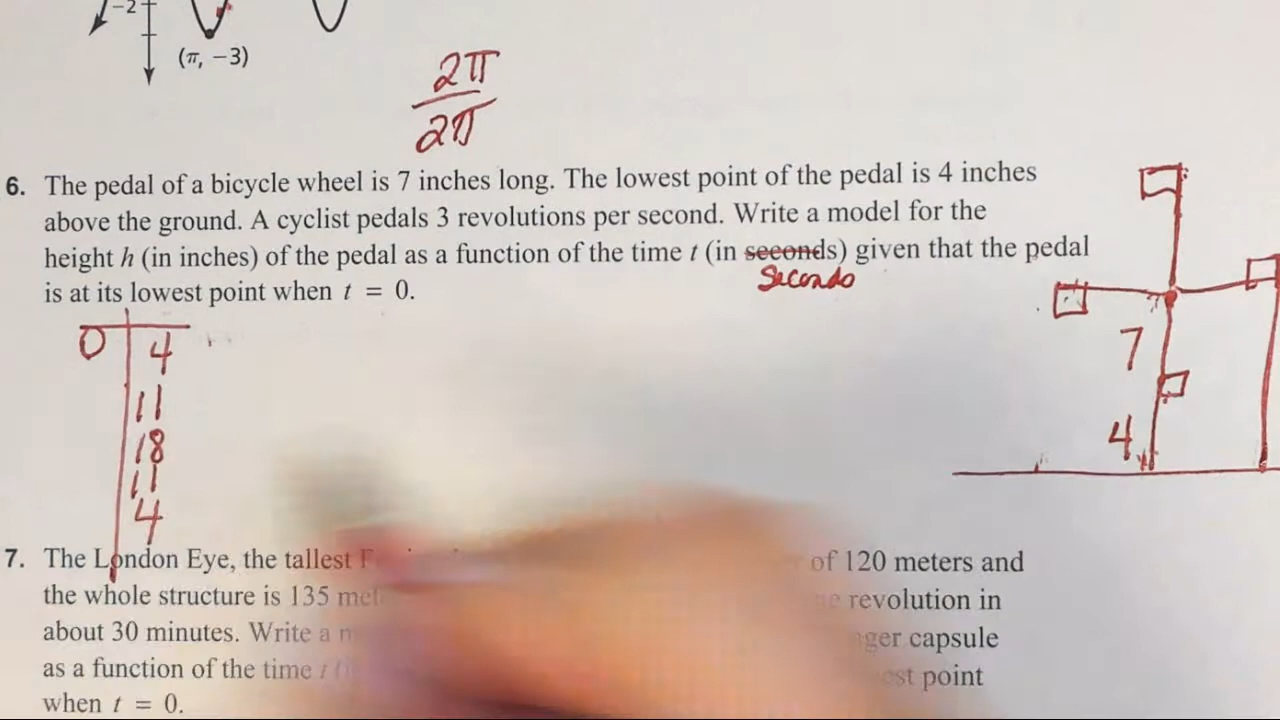 -2
(π, −3)
2π
2π
6. The pedal of a bicycle wheel is 7 inches long. The lowest point of the pedal is 4 inches
above the ground. A cyclist pedals 3 revolutions per second. Write a model for the
height h (in inches) of the pedal as a function of the time t (in seconds) given that the pedal
Seconds
is at its lowest point when t = 0.
0 4
11
18
11
4
7
4
7. The London Eye, the tallest of 120 meters and
the whole structure is 135 revolution in
about 30 minutes. Write a capsule
as a function of the time t point
when t = 0.